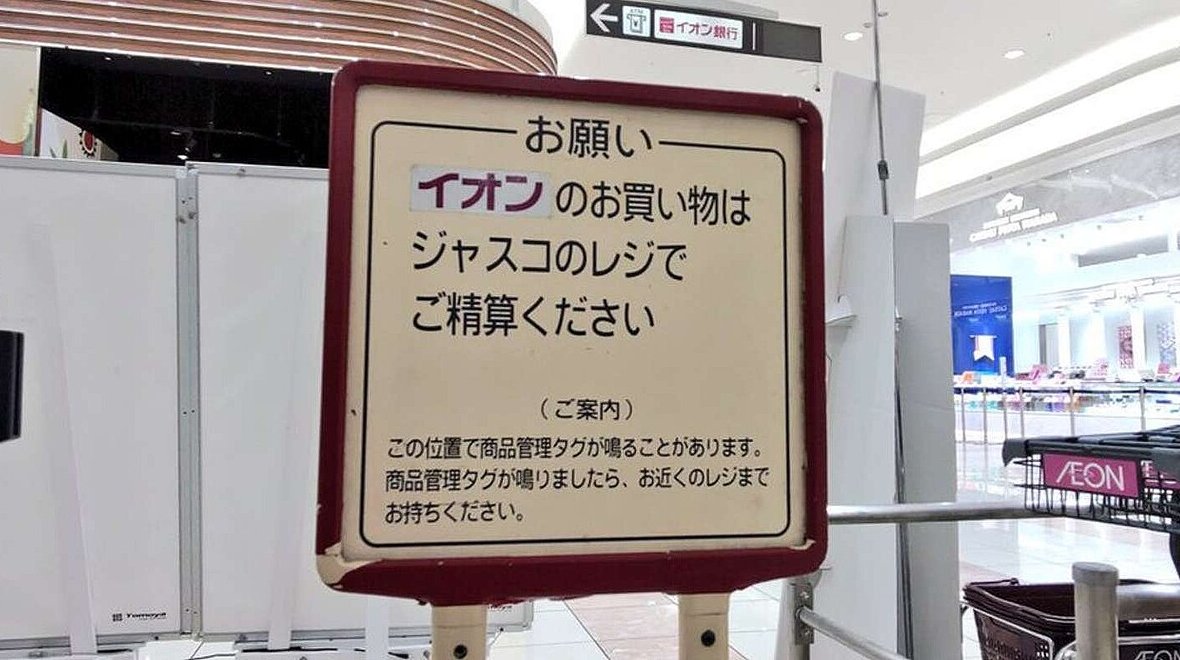 イオン銀行
お願い
イオンのお買い物は
ジャスコのレジで
ご精算ください
（ご案内）
この位置で商品管理タグが鳴ることがあります。
商品管理タグが鳴りましたら、お近くのレジまで
お持ちください。
ÆON
Tomoya
ÆON